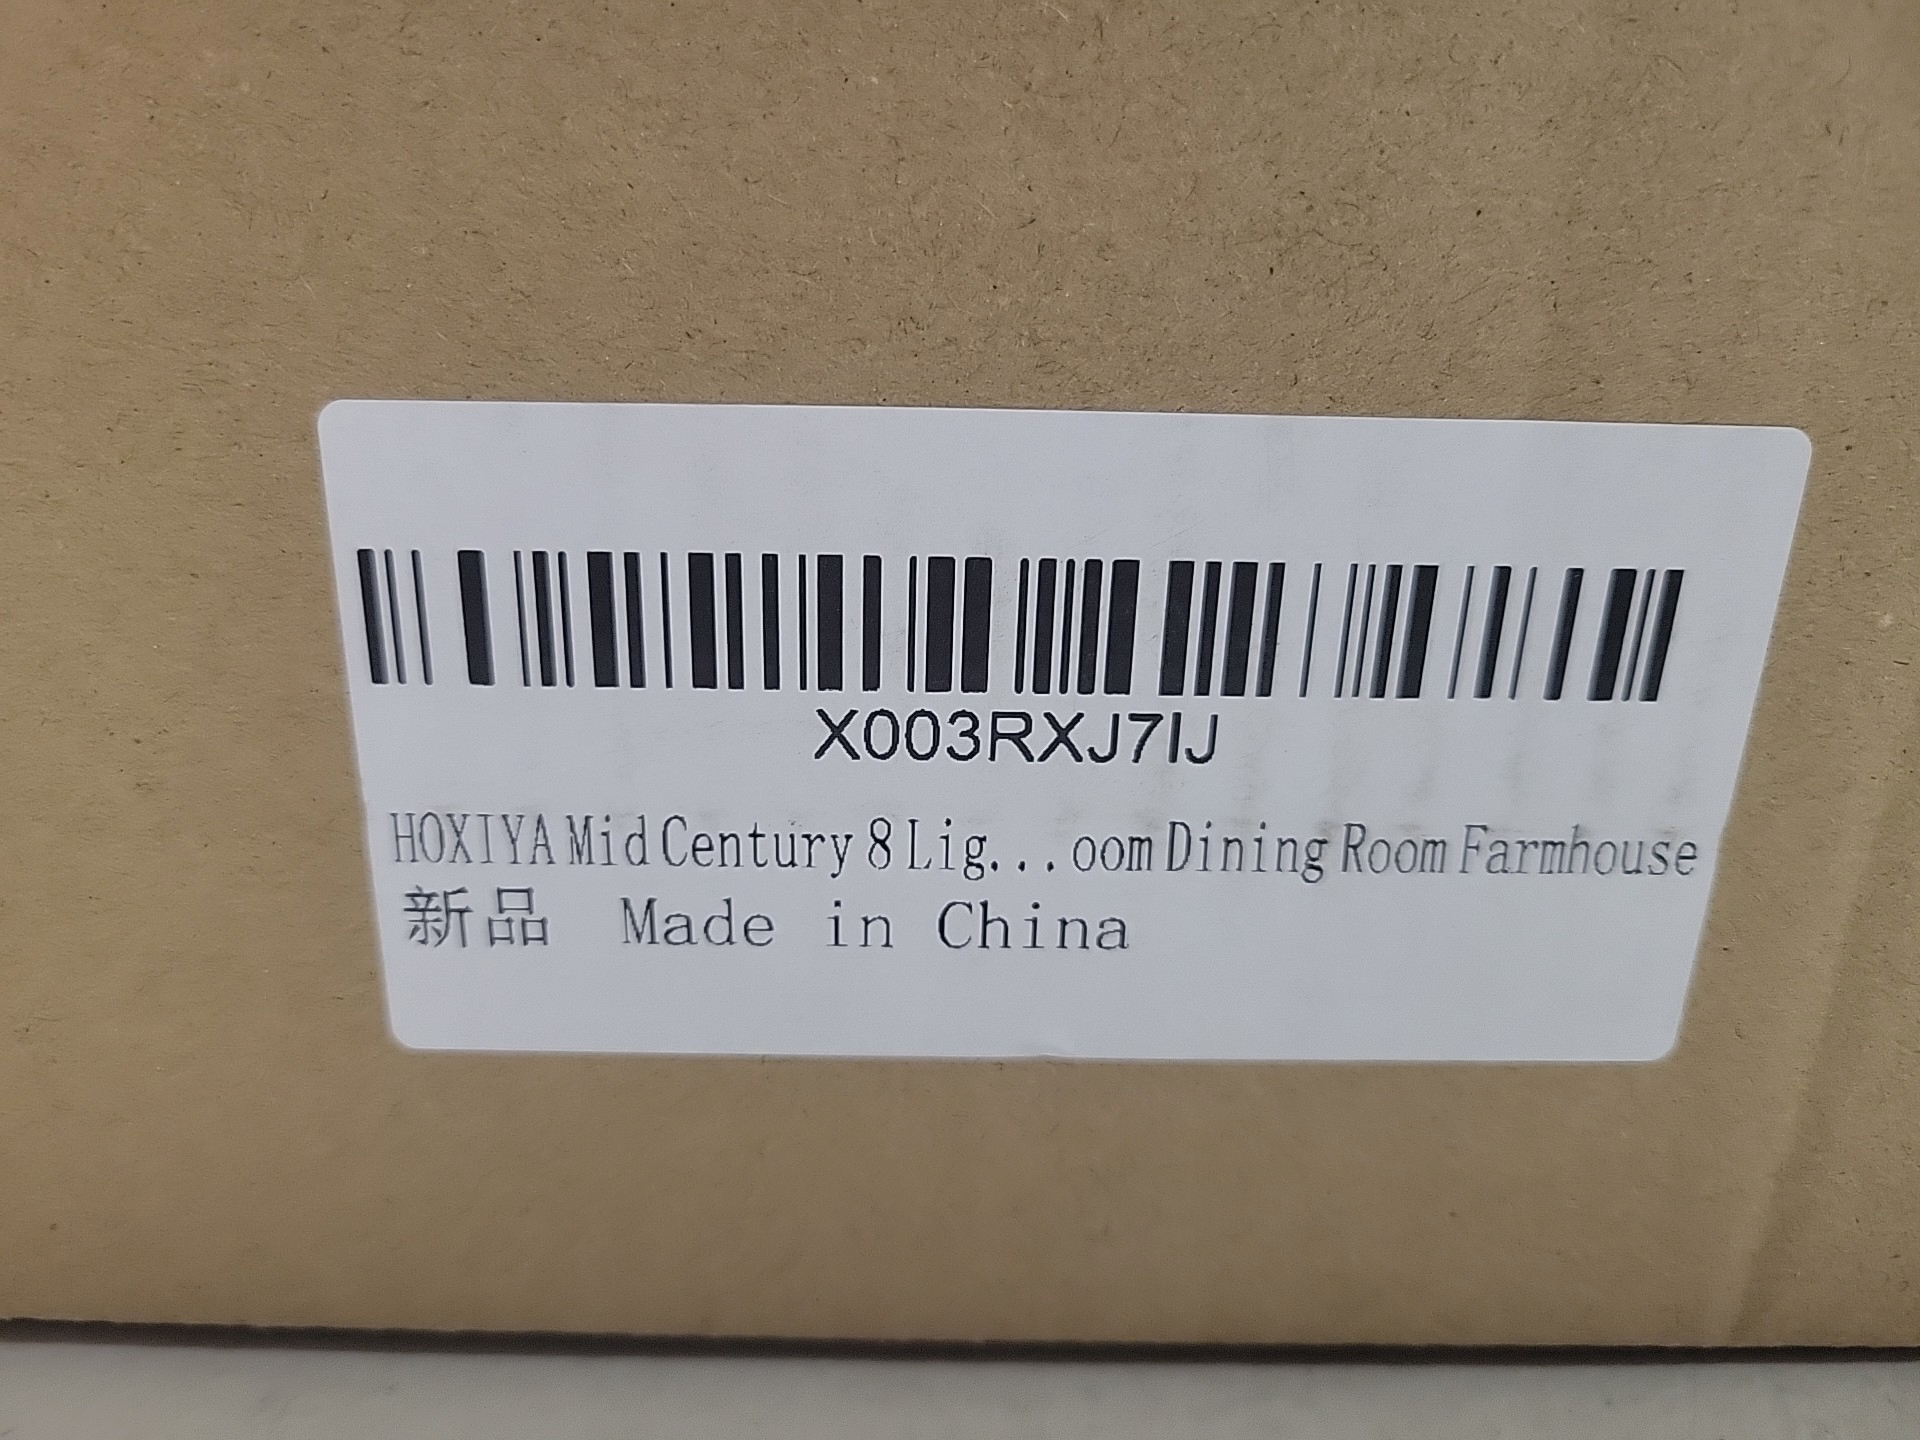 X003RXJ7IJ
HOXIYA Mid Century 8 Lig...oom Dining Room Farmhouse
新品 Made in China